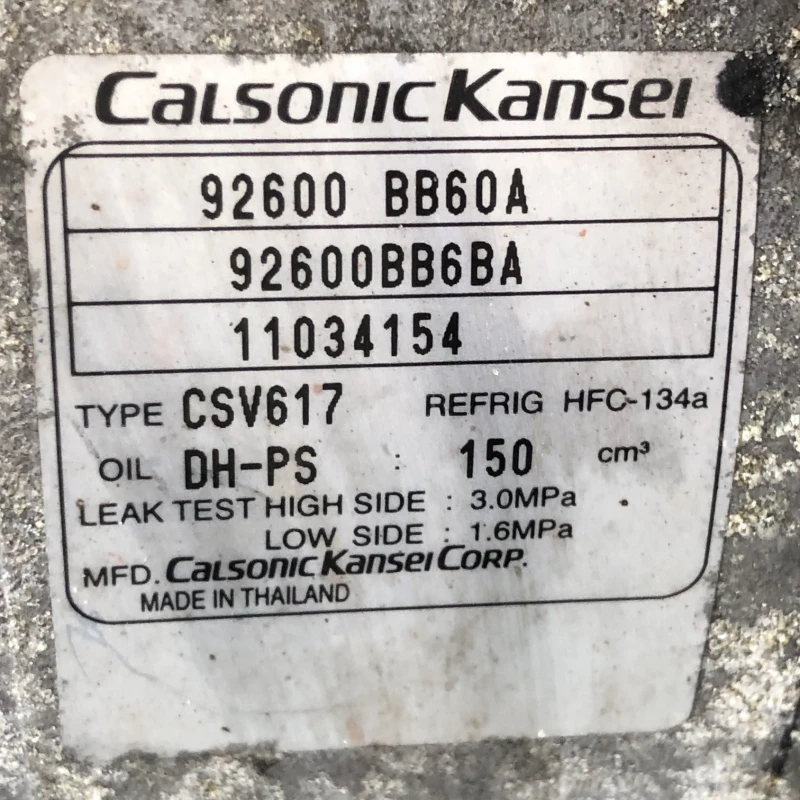 CALSONIC KANSEI
92600 BB60A
92600BB6BA
11034154
TYPE CSV617 REFRIG HFC-134a
OIL DH-PS : 150 cm³
LEAK TEST HIGH SIDE : 3.0MPa
LOW SIDE : 1.6MPa
MFD. CALSONIC KANSEI CORP.
MADE IN THAILAND